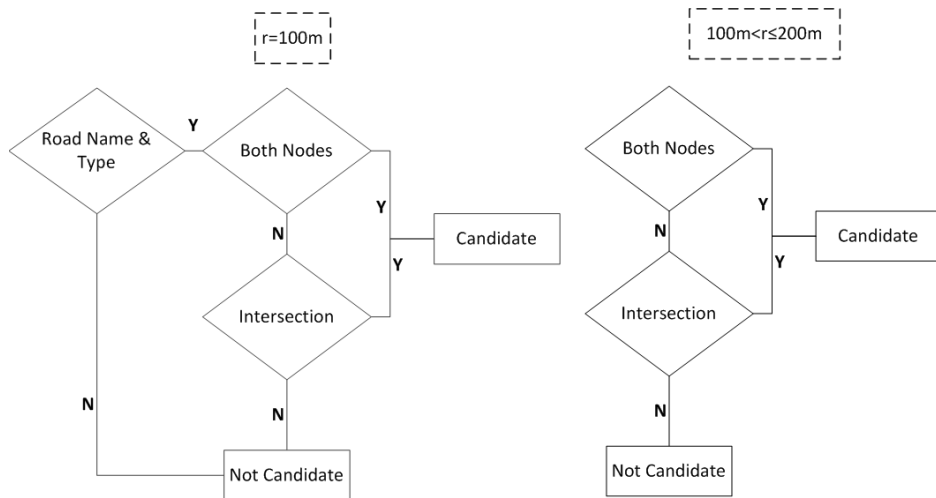 r=100m
100m<r≤200m
Road Name &
Type
Y
Both Nodes
Y
N
Candidate
Y
Intersection
N
N
Not Candidate
Both Nodes
Y
N
Candidate
Y
Intersection
N
Not Candidate